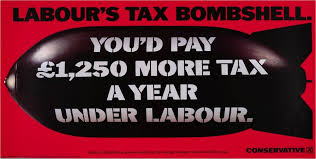 LABOUR'S TAX BOMBSHELL.
YOU'D PAY
£1,250 MORE TAX
A YEAR
UNDER LABOUR.
CONSERVATIVE